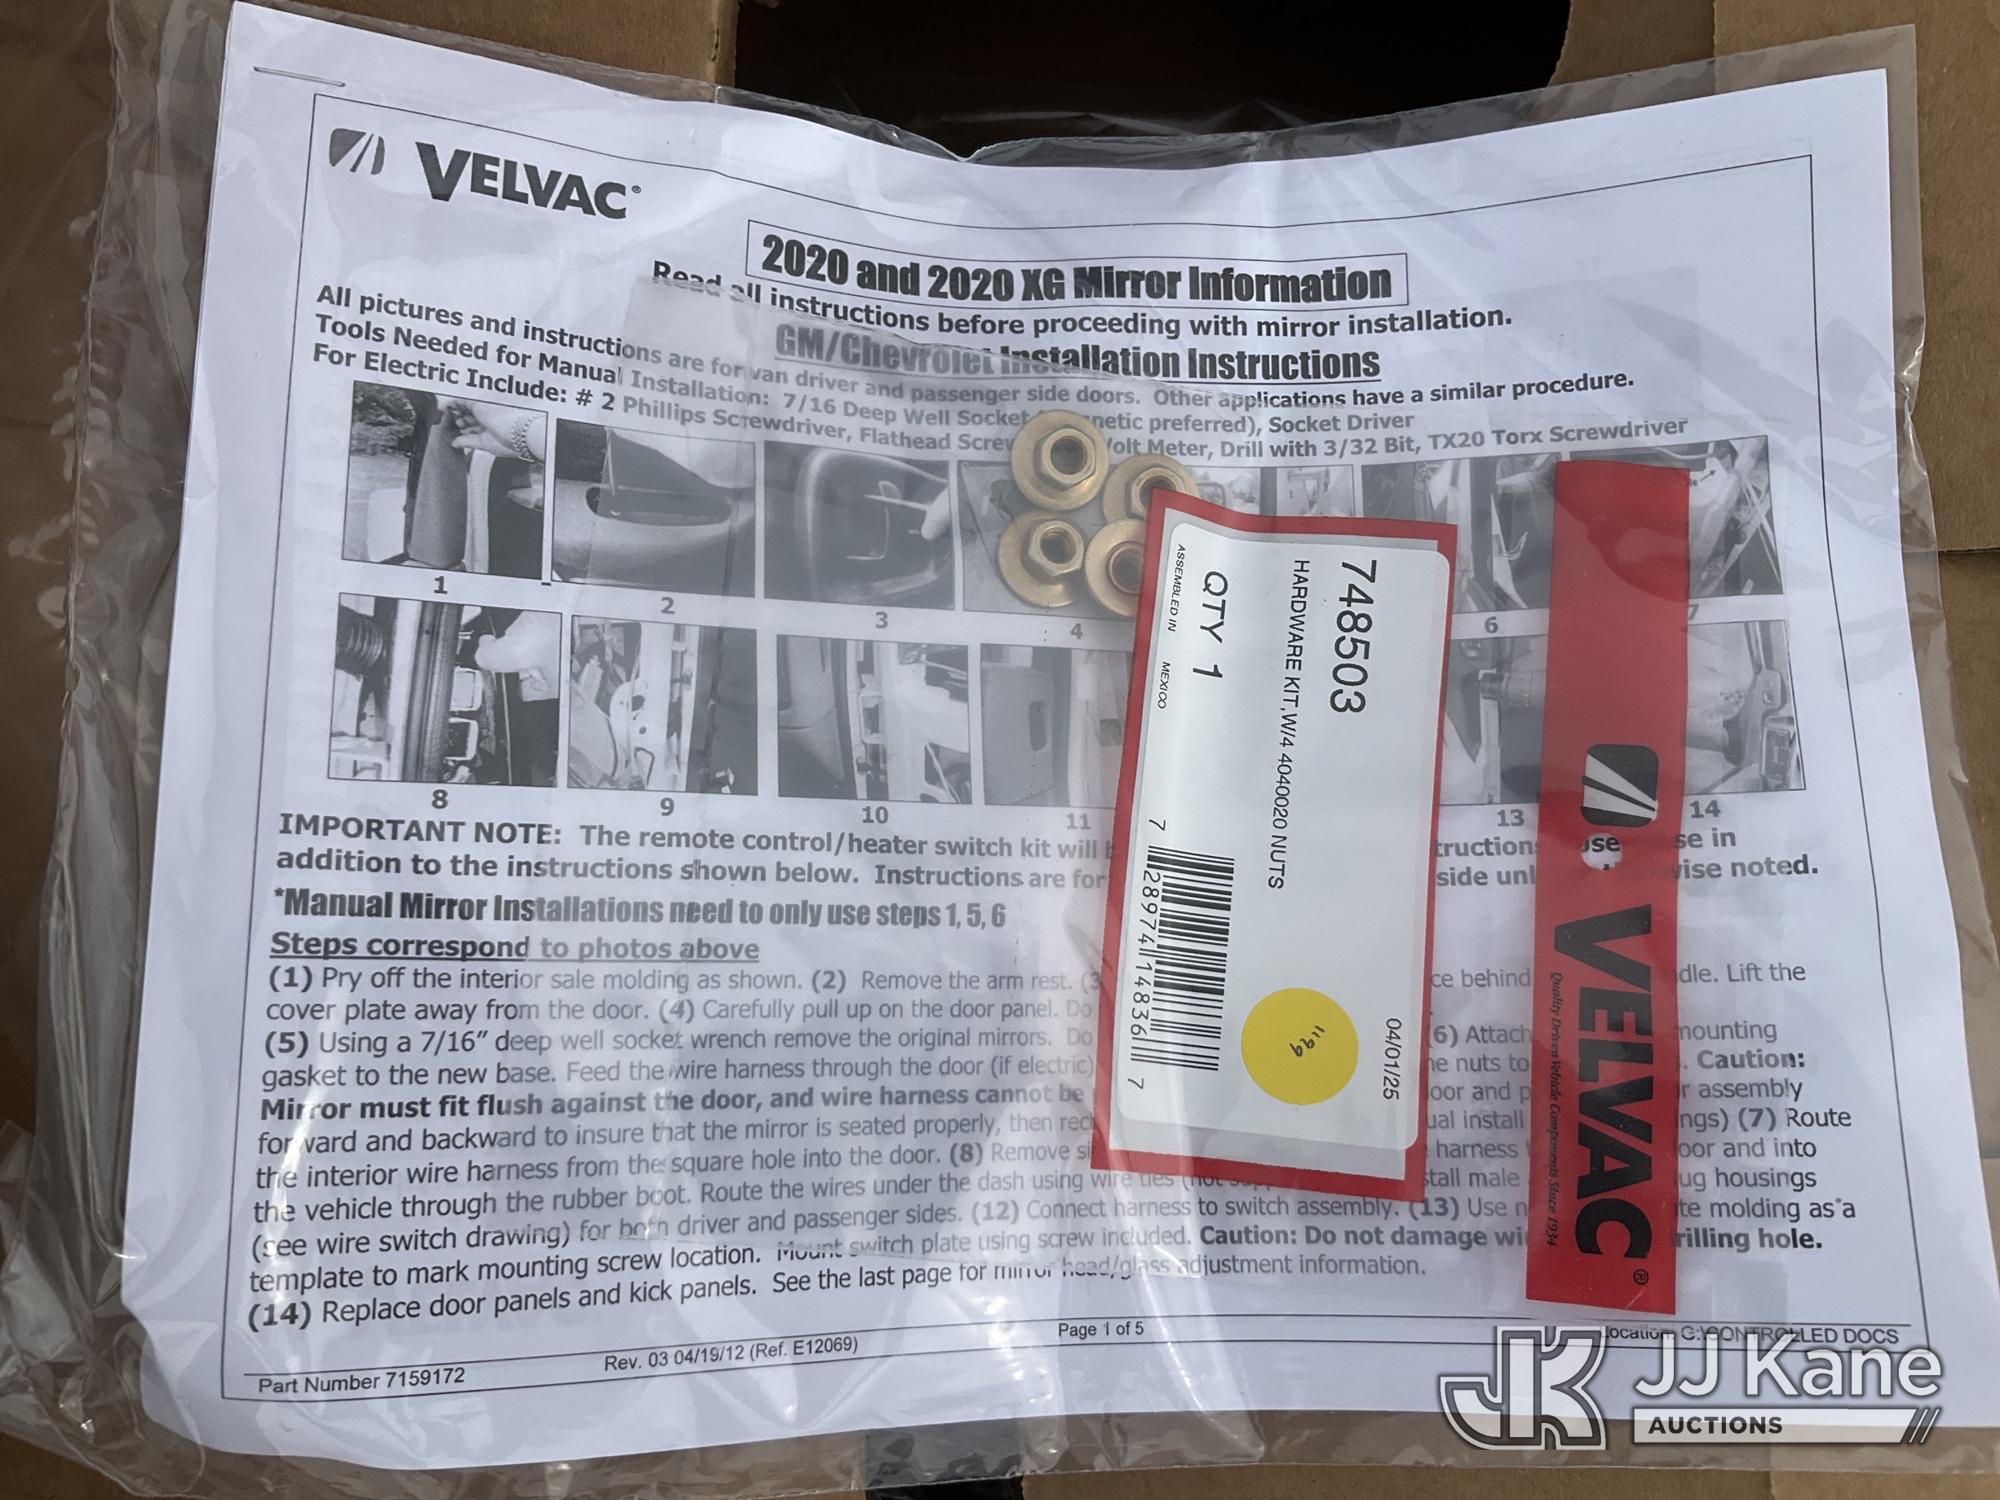 VELVAC®
2020 and 2020 XG Mirror Information
Read all instructions before proceeding with mirror installation.
GM/Chevrolet Installation Instructions
All pictures and instructions are for van driver and passenger side doors. Other applications have a similar procedure.
Tools Needed for Manual Installation: 7/16 Deep Well Socket netic preferred), Socket Driver
For Electric Include: # 2 Phillips Screwdriver, Flathead Screw Volt Meter, Drill with 3/32 Bit, TX20 Torx Screwdriver
1
2
3
4
6
7
8
9
10
11
13
14
IMPORTANT NOTE: The remote control/heater switch kit will truction se in
addition to the instructions shown below. Instructions are for side unl wise noted.
*Manual Mirror Installations need to only use steps 1, 5, 6
Steps correspond to photos above
(1) Pry off the interior sale molding as shown. (2) Remove the arm rest. (3 ce behind dle. Lift the
cover plate away from the door. (4) Carefully pull up on the door panel. Do
(5) Using a 7/16” deep well socket wrench remove the original mirrors. Do (6) Attach mounting
gasket to the new base. Feed the wire harness through the door (if electric) he nuts to . Caution:
Mirror must fit flush against the door, and wire harness cannot be oor and p r assembly
forward and backward to insure that the mirror is seated properly, then ual install ngs) (7) Route
the interior wire harness from the square hole into the door. (8) Remove harness oor and into
the vehicle through the rubber boot. Route the wires under the dash using wire ties stall male ug housings
(see wire switch drawing) for both driver and passenger sides. (12) Connect harness to switch assembly. (13) Use te molding as a
template to mark mounting screw location. Mount switch plate using screw included. Caution: Do not damage rilling hole.
(14) Replace door panels and kick panels. See the last page for mirror head/glass adjustment information.
Part Number 7159172 Rev. 03 04/19/12 (Ref. E12069) Page 1 of 5 Location: G:\CONTROLLED DOCS
748503
HARDWARE KIT,W/4 4040020 NUTS
QTY 1
ASSEMBLED IN MEXICO
7 28974 14836 7
04/01/25
1199
VELVAC®
Quality Driven Vehicle Components Since 1934
JK JJ Kane
AUCTIONS